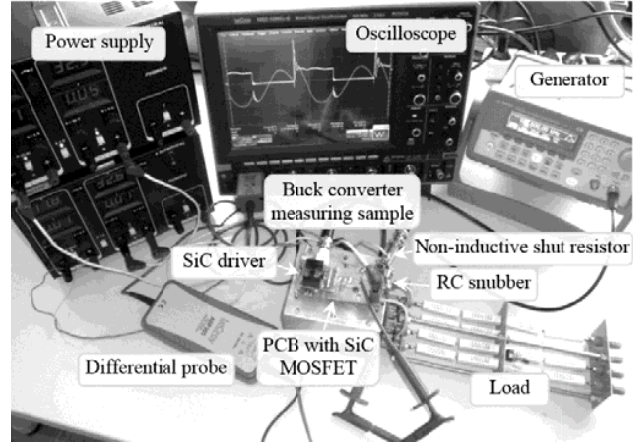 Power supply
Oscilloscope
Generator
Buck converter
measuring sample
Non-inductive shut resistor
SiC driver
RC snubber
PCB with SiC
MOSFET
Differential probe
Load